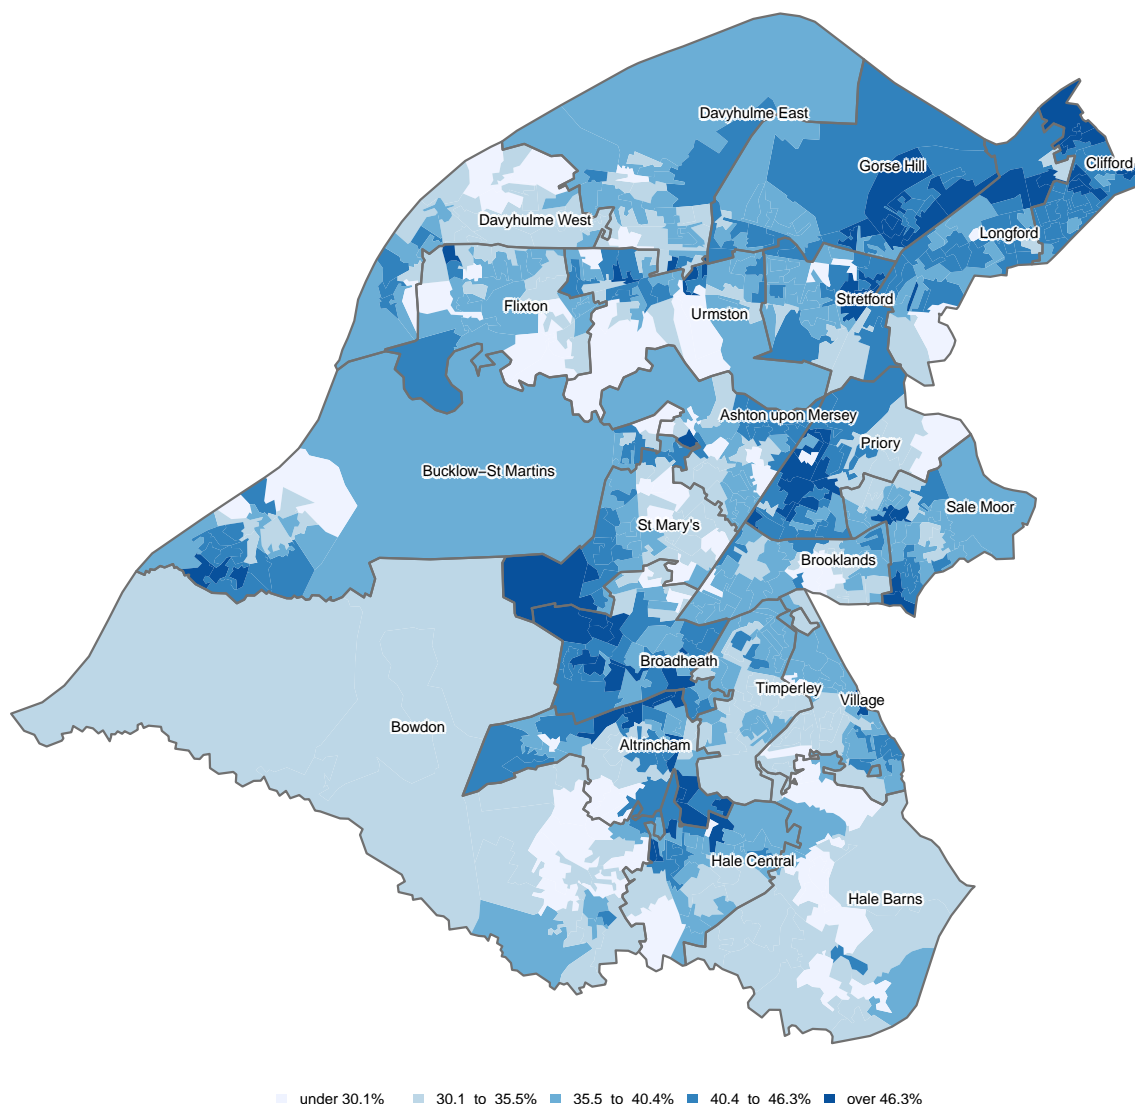 Davyhulme East
Gorse Hill
Clifford
Davyhulme West
Longford
Flixton
Urmston
Stretford
Ashton upon Mersey
Priory
Bucklow−St Martins
Sale Moor
St Mary's
Brooklands
Broadheath
Timperley
Village
Bowdon
Altrincham
Hale Central
Hale Barns
under 30.1% 30.1 to 35.5% 35.5 to 40.4% 40.4 to 46.3% over 46.3%